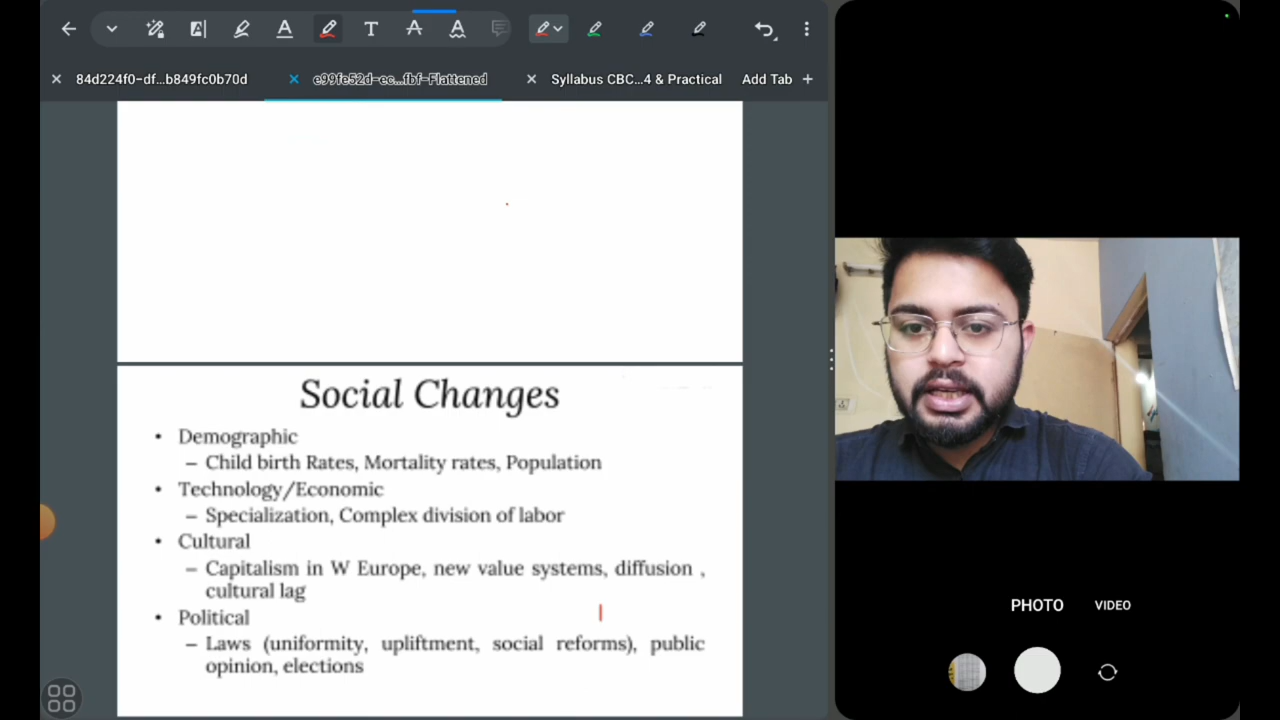 84d224f0-df...b849fc0b70d
e99fe52d-ec...fbf-Flattened
Syllabus CBC...4 & Practical
Add Tab +
Social Changes
• Demographic
– Child birth Rates, Mortality rates, Population
• Technology/Economic
– Specialization, Complex division of labor
• Cultural
– Capitalism in W Europe, new value systems, diffusion ,
cultural lag
• Political
– Laws (uniformity, upliftment, social reforms), public
opinion, elections
PHOTO VIDEO